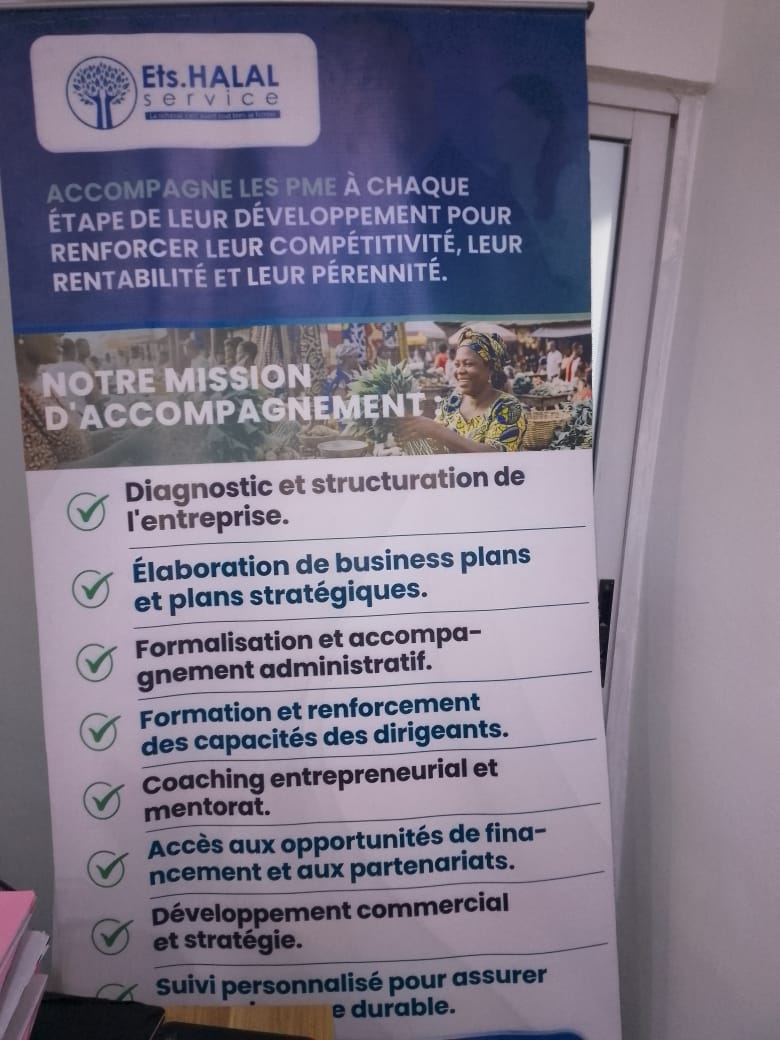 Ets.HALAL
service
ACCOMPAGNE LES PME À CHAQUE
ÉTAPE DE LEUR DÉVELOPPEMENT POUR
RENFORCER LEUR COMPÉTITIVITÉ, LEUR
RENTABILITÉ ET LEUR PÉRENNITÉ.
NOTRE MISSION
D'ACCOMPAGNEMENT :
Diagnostic et structuration de
l'entreprise.
Élaboration de business plans
et plans stratégiques.
Formalisation et accompa-
gnement administratif.
Formation et renforcement
des capacités des dirigeants.
Coaching entrepreneurial et
mentorat.
Accès aux opportunités de fina-
ncement et aux partenariats.
Développement commercial
et stratégie.
Suivi personnalisé pour assurer
e durable.